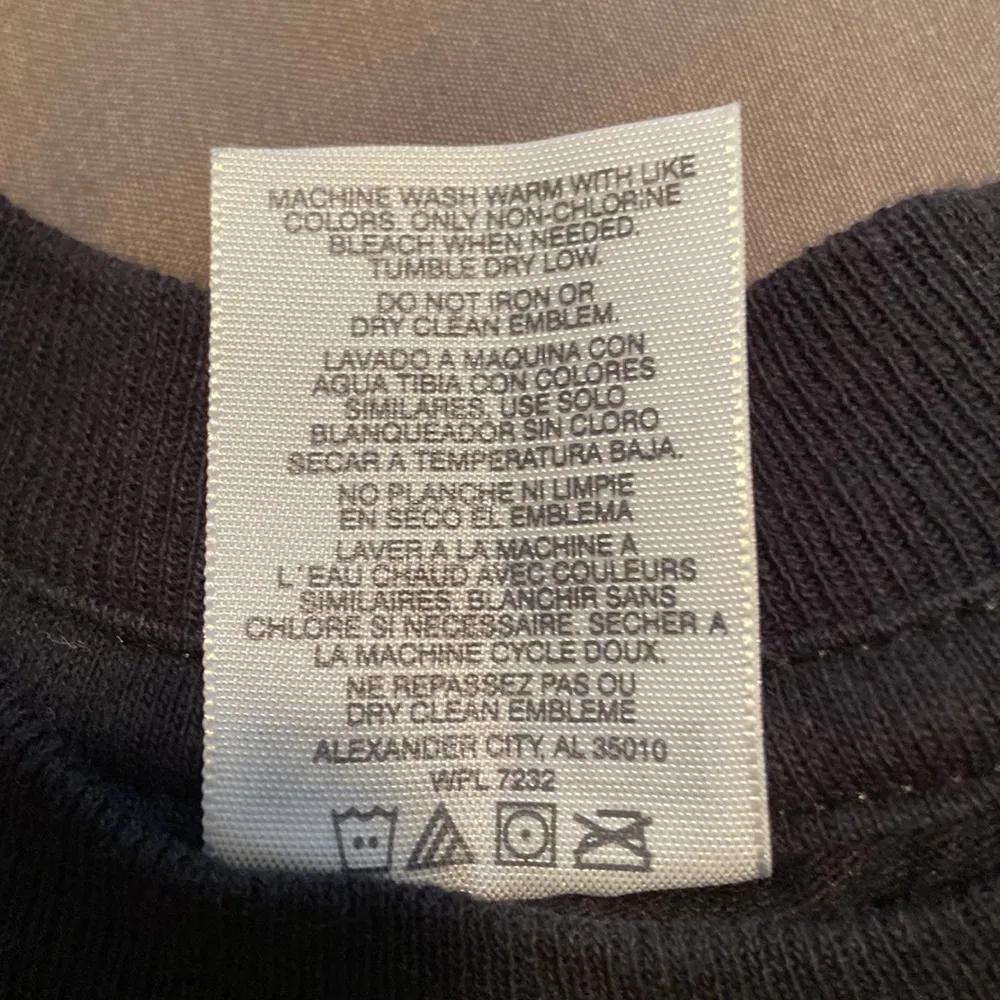 MACHINE WASH WARM WITH LIKE
COLORS. ONLY NON-CHLORINE
BLEACH WHEN NEEDED.
TUMBLE DRY LOW.
DO NOT IRON OR
DRY CLEAN EMBLEM.
LAVADO A MAQUINA CON
AGUA TIBIA CON COLORES
SIMILARES. USE SOLO
BLANQUEADOR SIN CLORO
SECAR A TEMPERATURA BAJA.
NO PLANCHE NI LIMPIE
EN SECO EL EMBLEMA
LAVER A LA MACHINE A
L'EAU CHAUD AVEC COULEURS
SIMILAIRES. BLANCHIR SANS
CHLORE SI NECESSAIRE. SECHER A
LA MACHINE CYCLE DOUX.
NE REPASSEZ PAS OU
DRY CLEAN EMBLEME
ALEXANDER CITY, AL 35010
WPL 7232